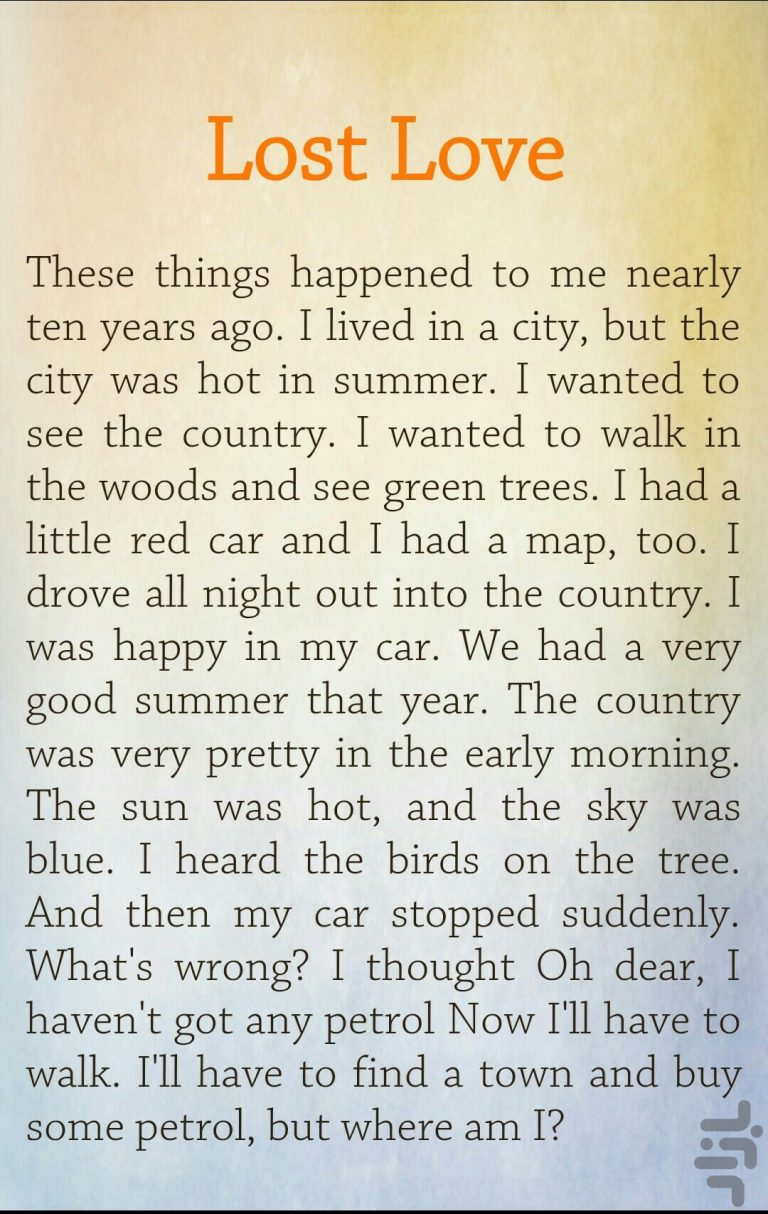 Lost Love
These things happened to me nearly
ten years ago. I lived in a city, but the
city was hot in summer. I wanted to
see the country. I wanted to walk in
the woods and see green trees. I had a
little red car and I had a map, too. I
drove all night out into the country. I
was happy in my car. We had a very
good summer that year. The country
was very pretty in the early morning.
The sun was hot, and the sky was
blue. I heard the birds on the tree.
And then my car stopped suddenly.
What's wrong? I thought Oh dear, I
haven't got any petrol Now I'll have to
walk. I'll have to find a town and buy
some petrol, but where am I?